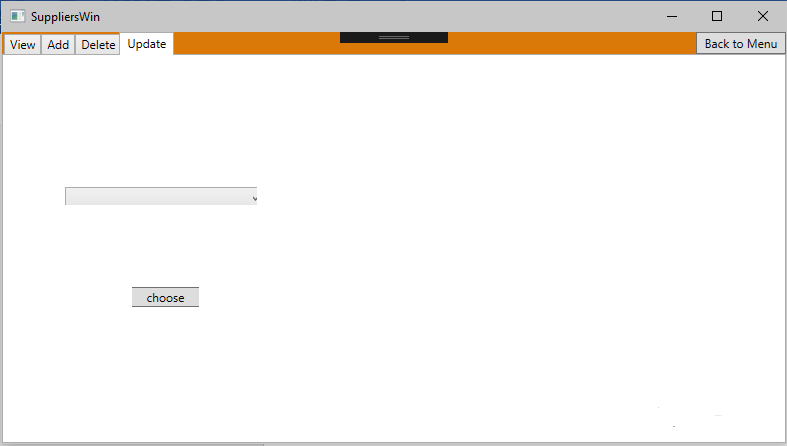 SuppliersWin
View Add Delete Update Back to Menu
choose